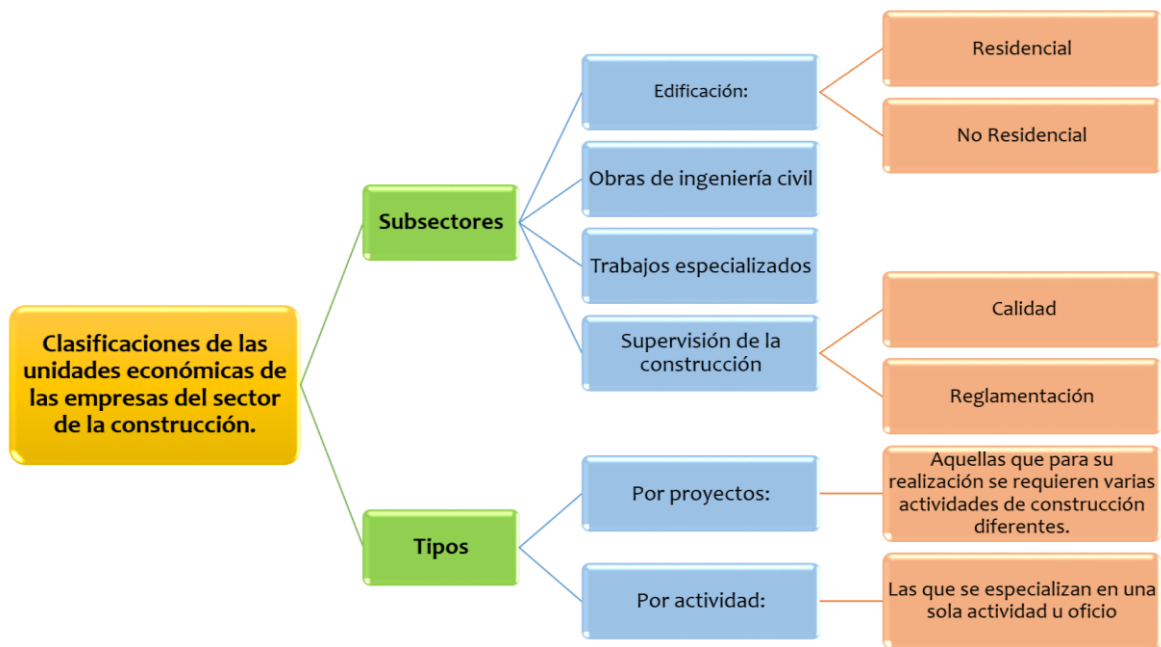 Clasificaciones de las
unidades económicas de
las empresas del sector
de la construcción.
Subsectores
Edificación:
Residencial
No Residencial
Obras de ingeniería civil
Trabajos especializados
Supervisión de la
construcción
Calidad
Reglamentación
Tipos
Por proyectos:
Aquellas que para su
realización se requieren varias
actividades de construcción
diferentes.
Por actividad:
Las que se especializan en una
sola actividad u oficio